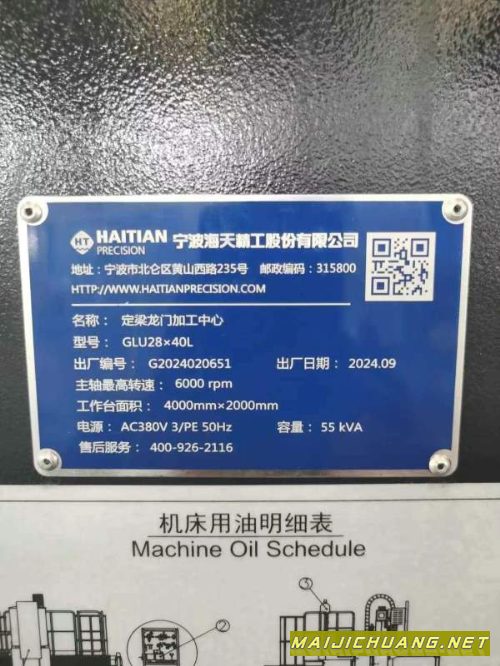 HT HAITIAN PRECISION 宁波海天精工股份有限公司
地址：宁波市北仑区黄山西路235号 邮政编码：315800
HTTP://WWW.HAITIANPRECISION.COM
名称： 定梁龙门加工中心
型号： GLU28×40L
出厂编号： G2024020651 出厂日期： 2024.09
主轴最高转速： 6000 rpm
工作台面积： 4000mm×2000mm
电源： AC380V 3/PE 50Hz 容量： 55 kVA
售后服务： 400-926-2116
机床用油明细表
Machine Oil Schedule
③
②
MAIJICHUANG.NET